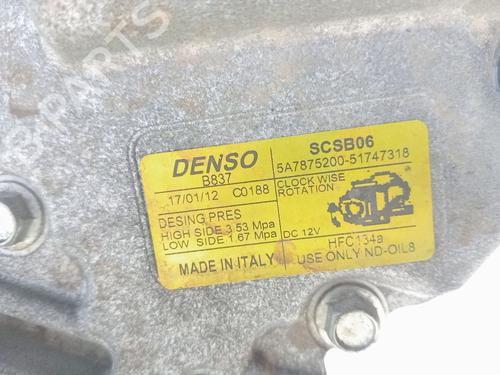 DENSO
B837
17/01/12 C0188
DESING PRES
HIGH SIDE 3.53 Mpa
LOW SIDE 1.67 Mpa
MADE IN ITALY
SCSB06
5A7875200-51747318
CLOCK WISE
ROTATION
DC 12V
HFC134a
USE ONLY ND-OIL8